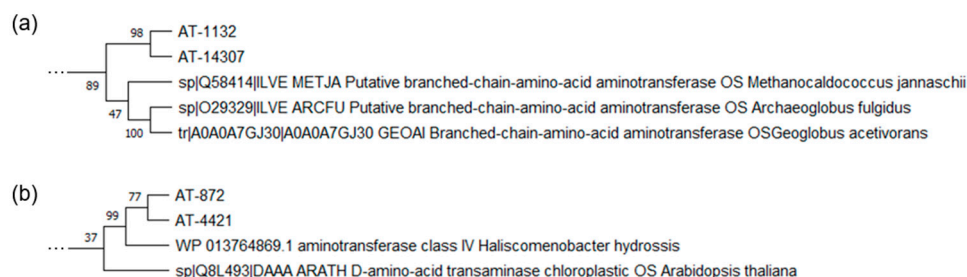 (a)
98
AT-1132
AT-14307
...
89
sp|Q58414|ILVE METJA Putative branched-chain-amino-acid aminotransferase OS Methanocaldococcus jannaschii
47
sp|O29329|ILVE ARCFU Putative branched-chain-amino-acid aminotransferase OS Archaeoglobus fulgidus
100
tr|A0A0A7GJ30|A0A0A7GJ30 GEOAI Branched-chain-amino-acid aminotransferase OSGeoglobus acetivorans
(b)
77
AT-872
99
AT-4421
37
...
WP 013764869.1 aminotransferase class IV Haliscomenobacter hydrossis
sp|Q8L493|DAAA ARATH D-amino-acid transaminase chloroplastic OS Arabidopsis thaliana